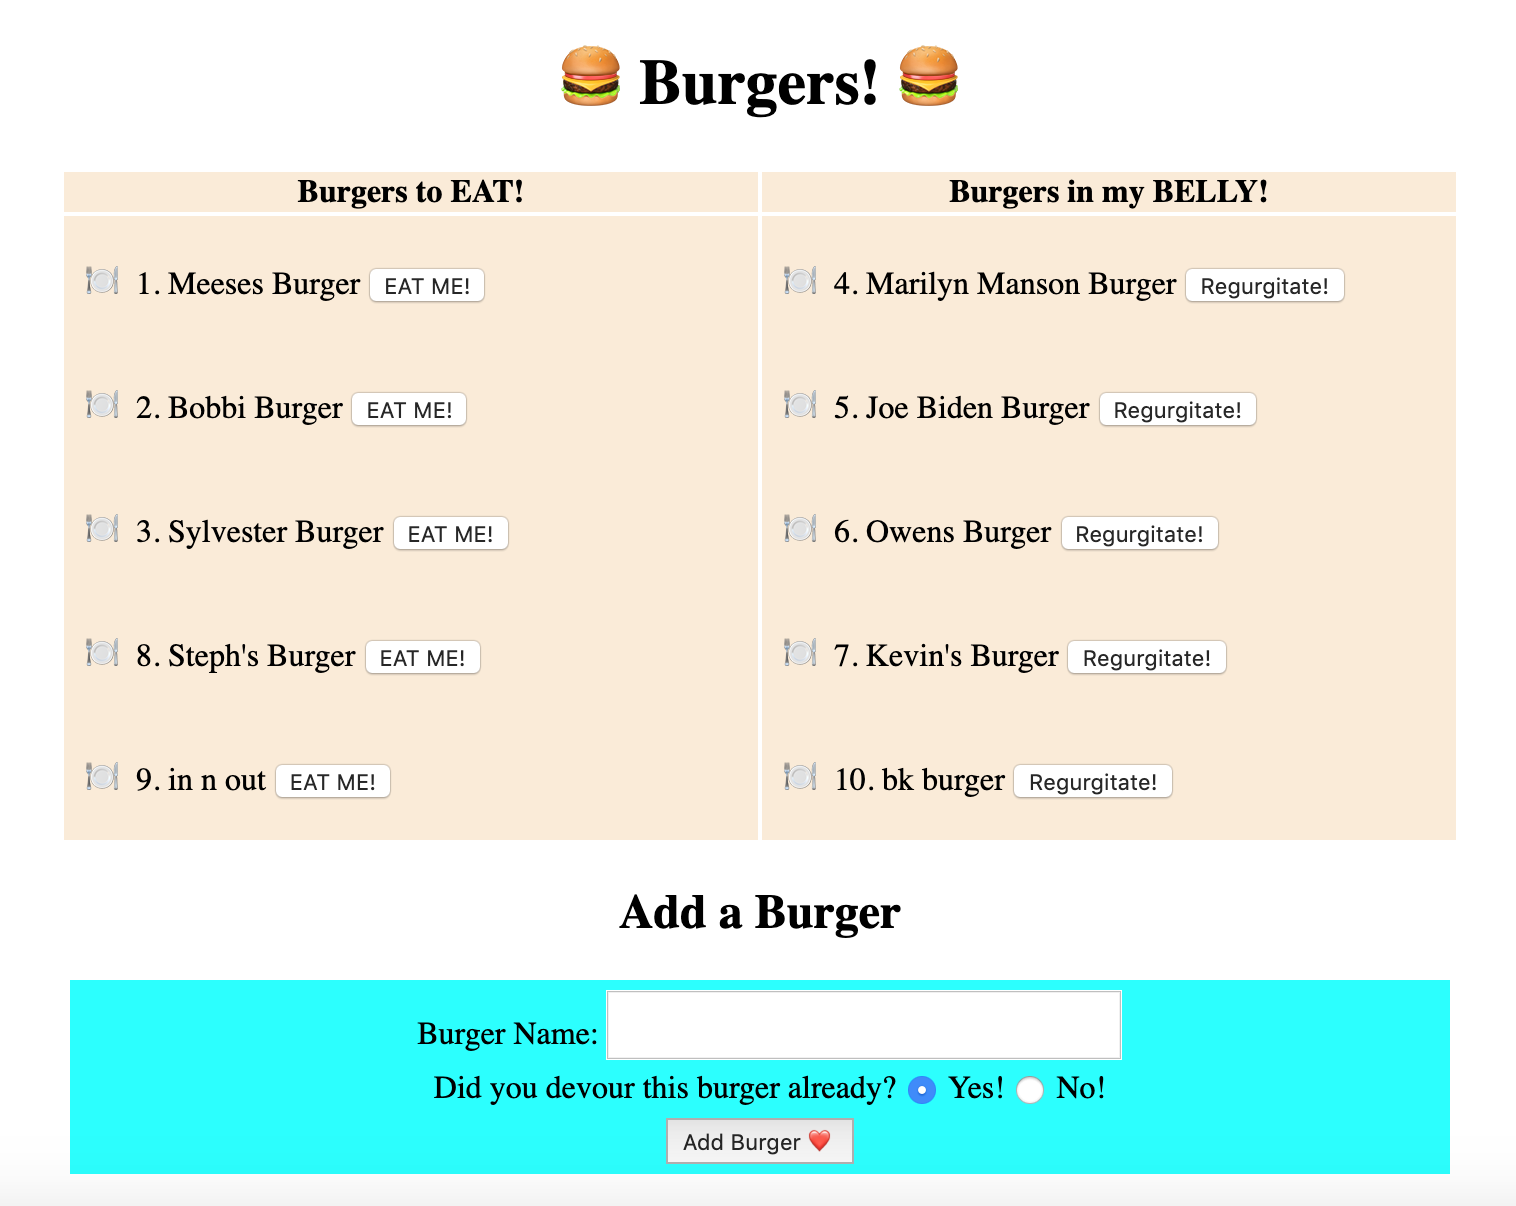 🍔 Burgers! 🍔
Burgers to EAT!
🍽 1. Meeses Burger EAT ME!
🍽 2. Bobbi Burger EAT ME!
🍽 3. Sylvester Burger EAT ME!
🍽 8. Steph's Burger EAT ME!
🍽 9. in n out EAT ME!
Burgers in my BELLY!
🍽 4. Marilyn Manson Burger Regurgitate!
🍽 5. Joe Biden Burger Regurgitate!
🍽 6. Owens Burger Regurgitate!
🍽 7. Kevin's Burger Regurgitate!
🍽 10. bk burger Regurgitate!
Add a Burger
Burger Name:
Did you devour this burger already? Yes! No!
Add Burger ❤️